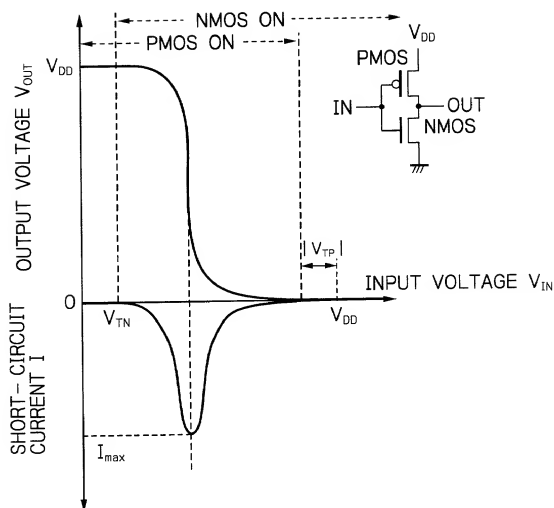 NMOS ON
PMOS ON
V_DD
PMOS
V_DD
IN
OUT
NMOS
OUTPUT VOLTAGE V_OUT
|V_TP|
INPUT VOLTAGE V_IN
0
V_TN
V_DD
SHORT-CIRCUIT
CURRENT I
I_max